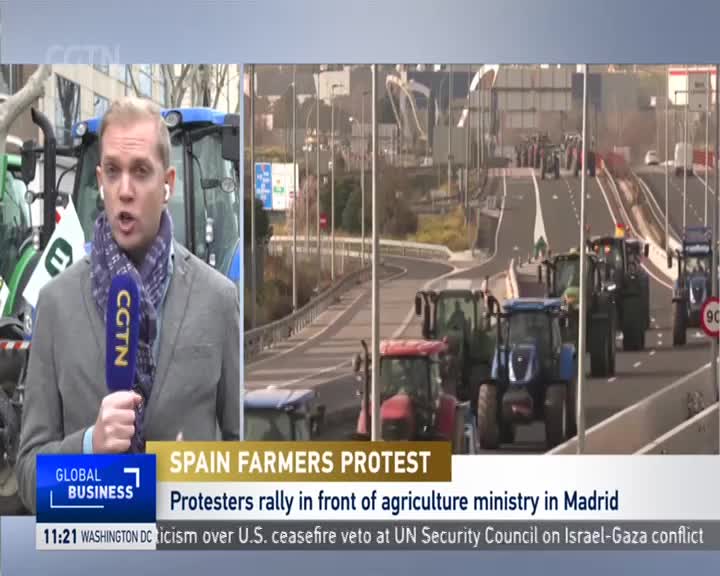 CGTN
CGTN
90
SPAIN FARMERS PROTEST
GLOBAL
BUSINESS
Protesters rally in front of agriculture ministry in Madrid
11:21 WASHINGTON DC
ticism over U.S. ceasefire veto at UN Security Council on Israel-Gaza conflict